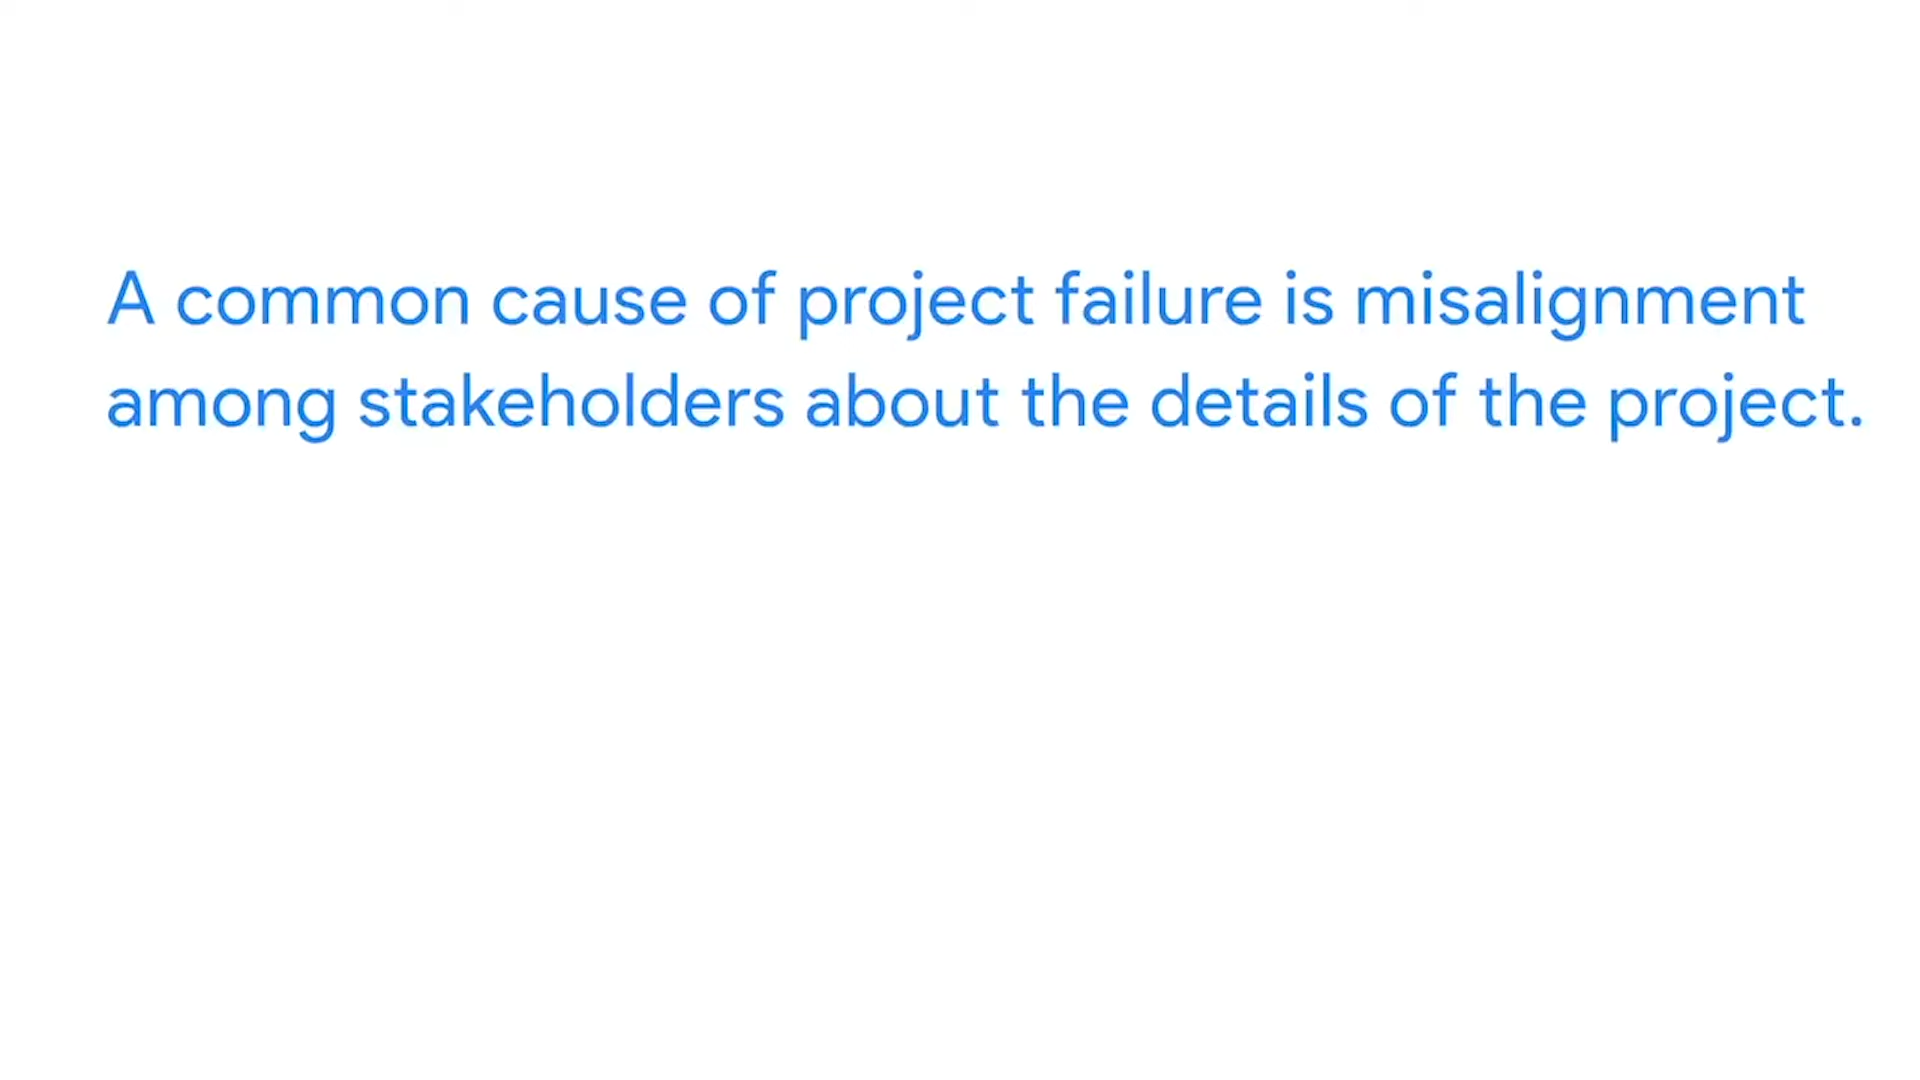 A common cause of project failure is misalignment
among stakeholders about the details of the project.